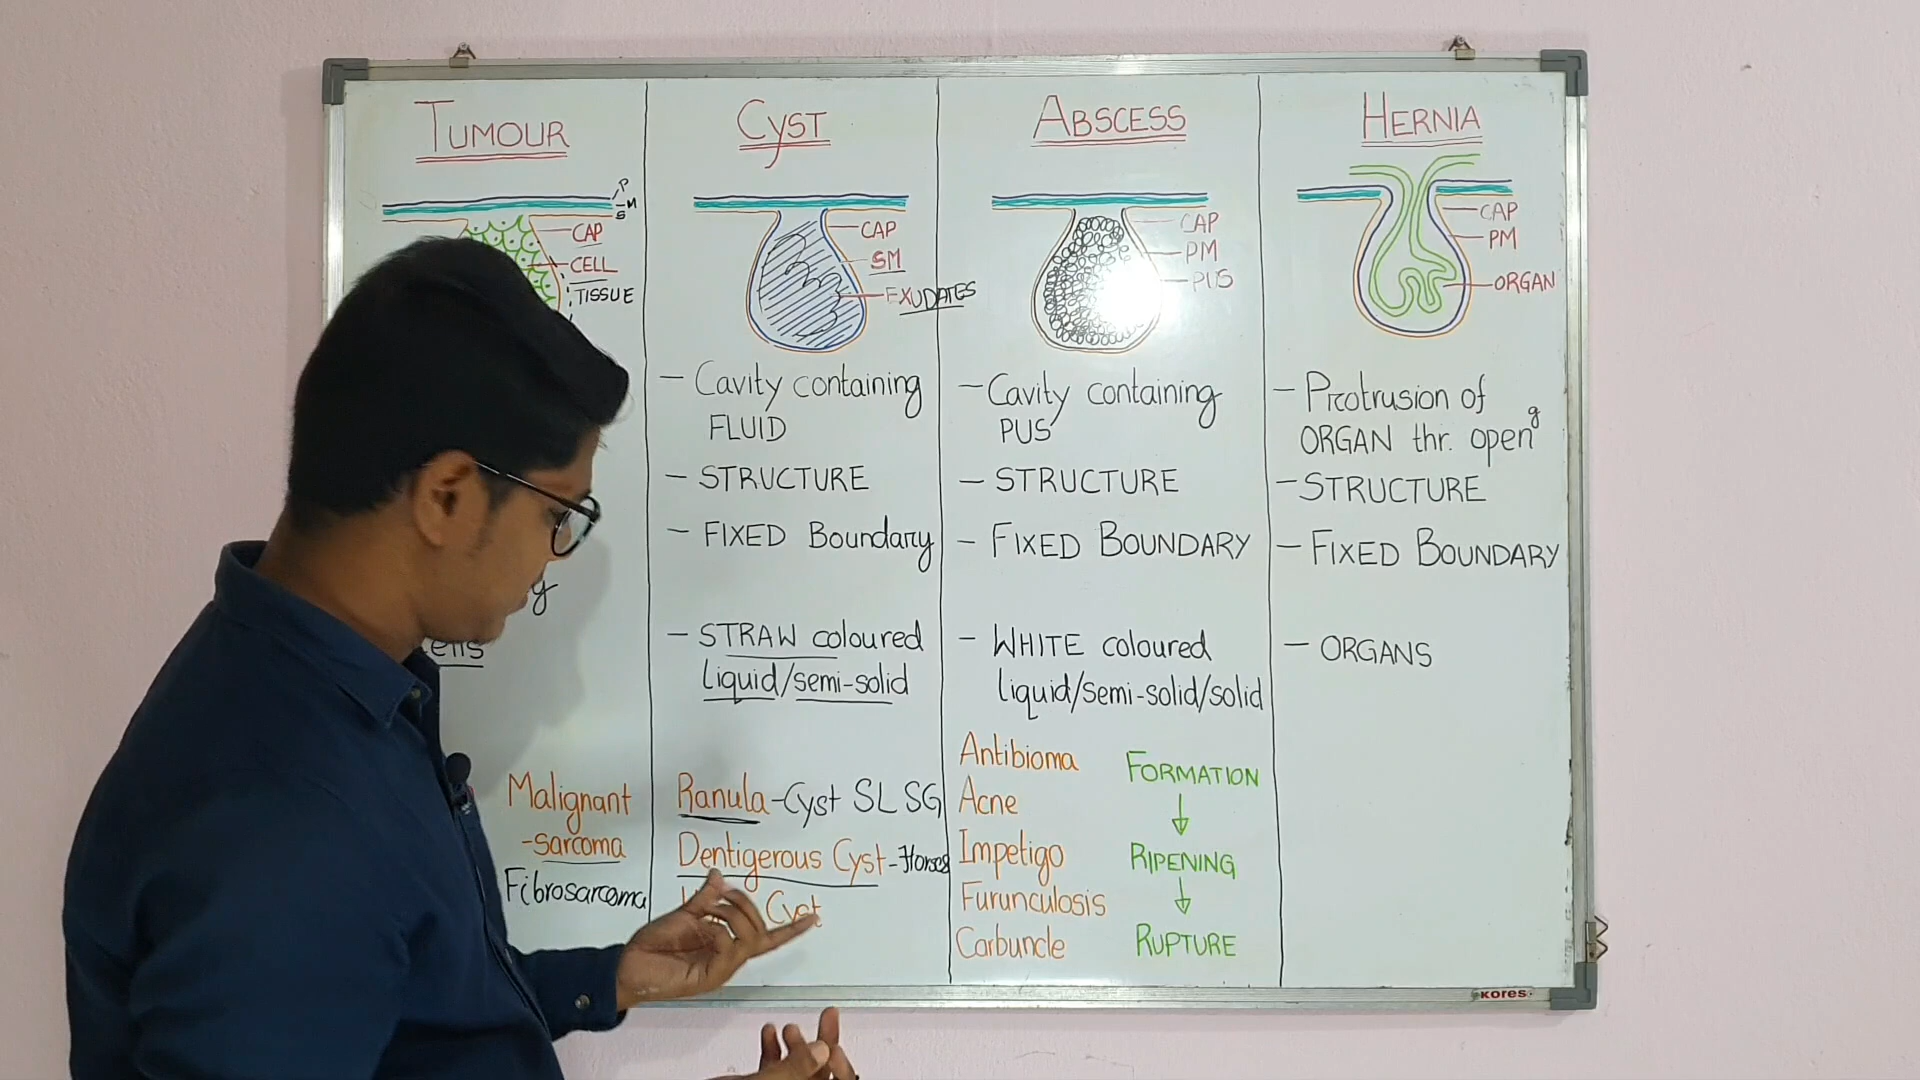 TUMOUR
P
M
S
CAP
CELL
TISSUE
Malignant
-sarcoma
Fibrosarcoma
CYST
CAP
SM
EXUDATES
- Cavity containing
FLUID
- STRUCTURE
- FIXED Boundary
- STRAW coloured
liquid/semi-solid
Ranula-Cyst SL SG
Dentigerous Cyst-Horses
Cyst
ABSCESS
CAP
PM
PUS
- Cavity containing
PUS
- STRUCTURE
- FIXED BOUNDARY
- WHITE coloured
liquid/semi-solid/solid
Antibioma
Acne
Impetigo
Furunculosis
Carbuncle
FORMATION
↓
RIPENING
↓
RUPTURE
HERNIA
CAP
PM
ORGAN
- Protrusion of
ORGAN thr. openg
- STRUCTURE
- FIXED BOUNDARY
- ORGANS
KORES